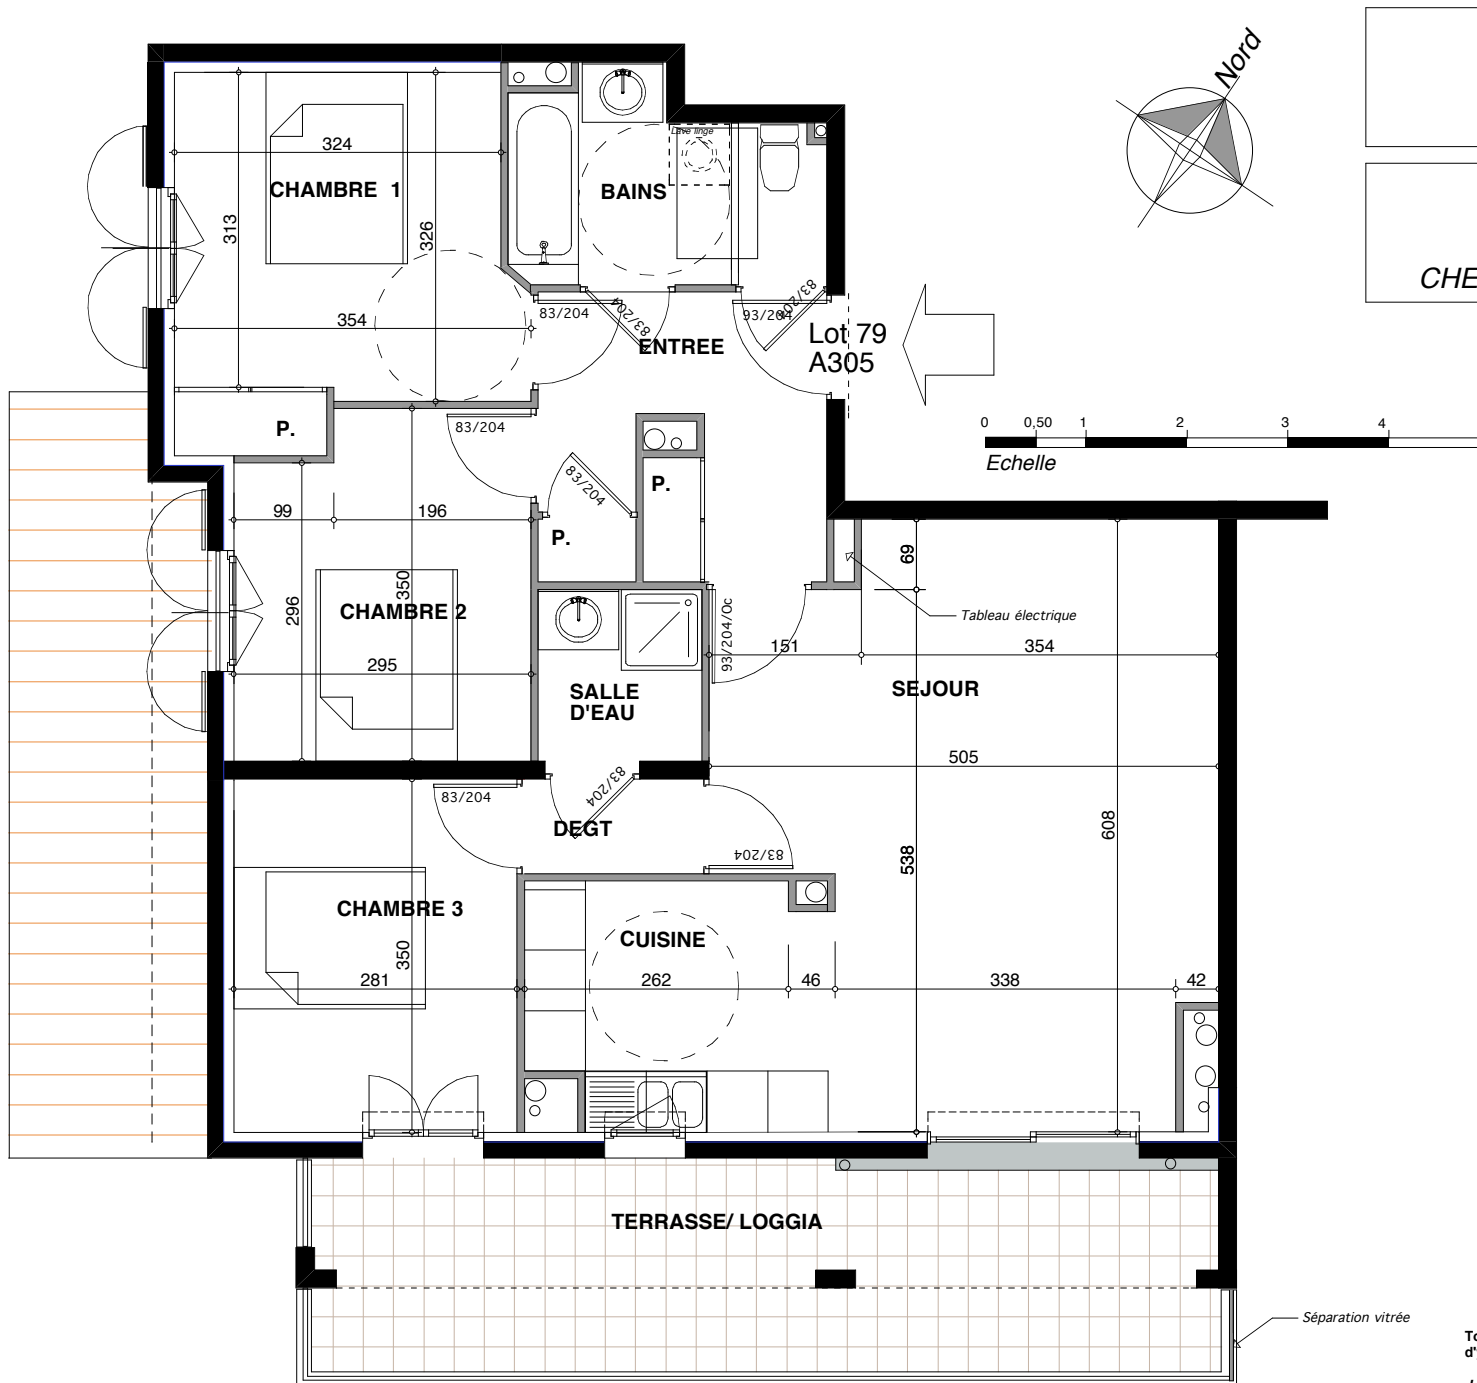 Nord
CHE
324
CHAMBRE 1
313
326
354
Lave linge
BAINS
83/204
83/204
93/204
83/204
ENTREE
Lot 79
A305
0 0,50 1 2 3 4
Echelle
P.
83/204
83/204
P.
P.
99
196
296
350
CHAMBRE 2
295
SALLE
D'EAU
93/204/Oc
69
Tableau électrique
151
354
SEJOUR
505
608
538
83/204
83/204
DEGT
83/204
CHAMBRE 3
350
281
CUISINE
262
46
338
42
TERRASSE/ LOGGIA
Séparation vitrée
To
d'